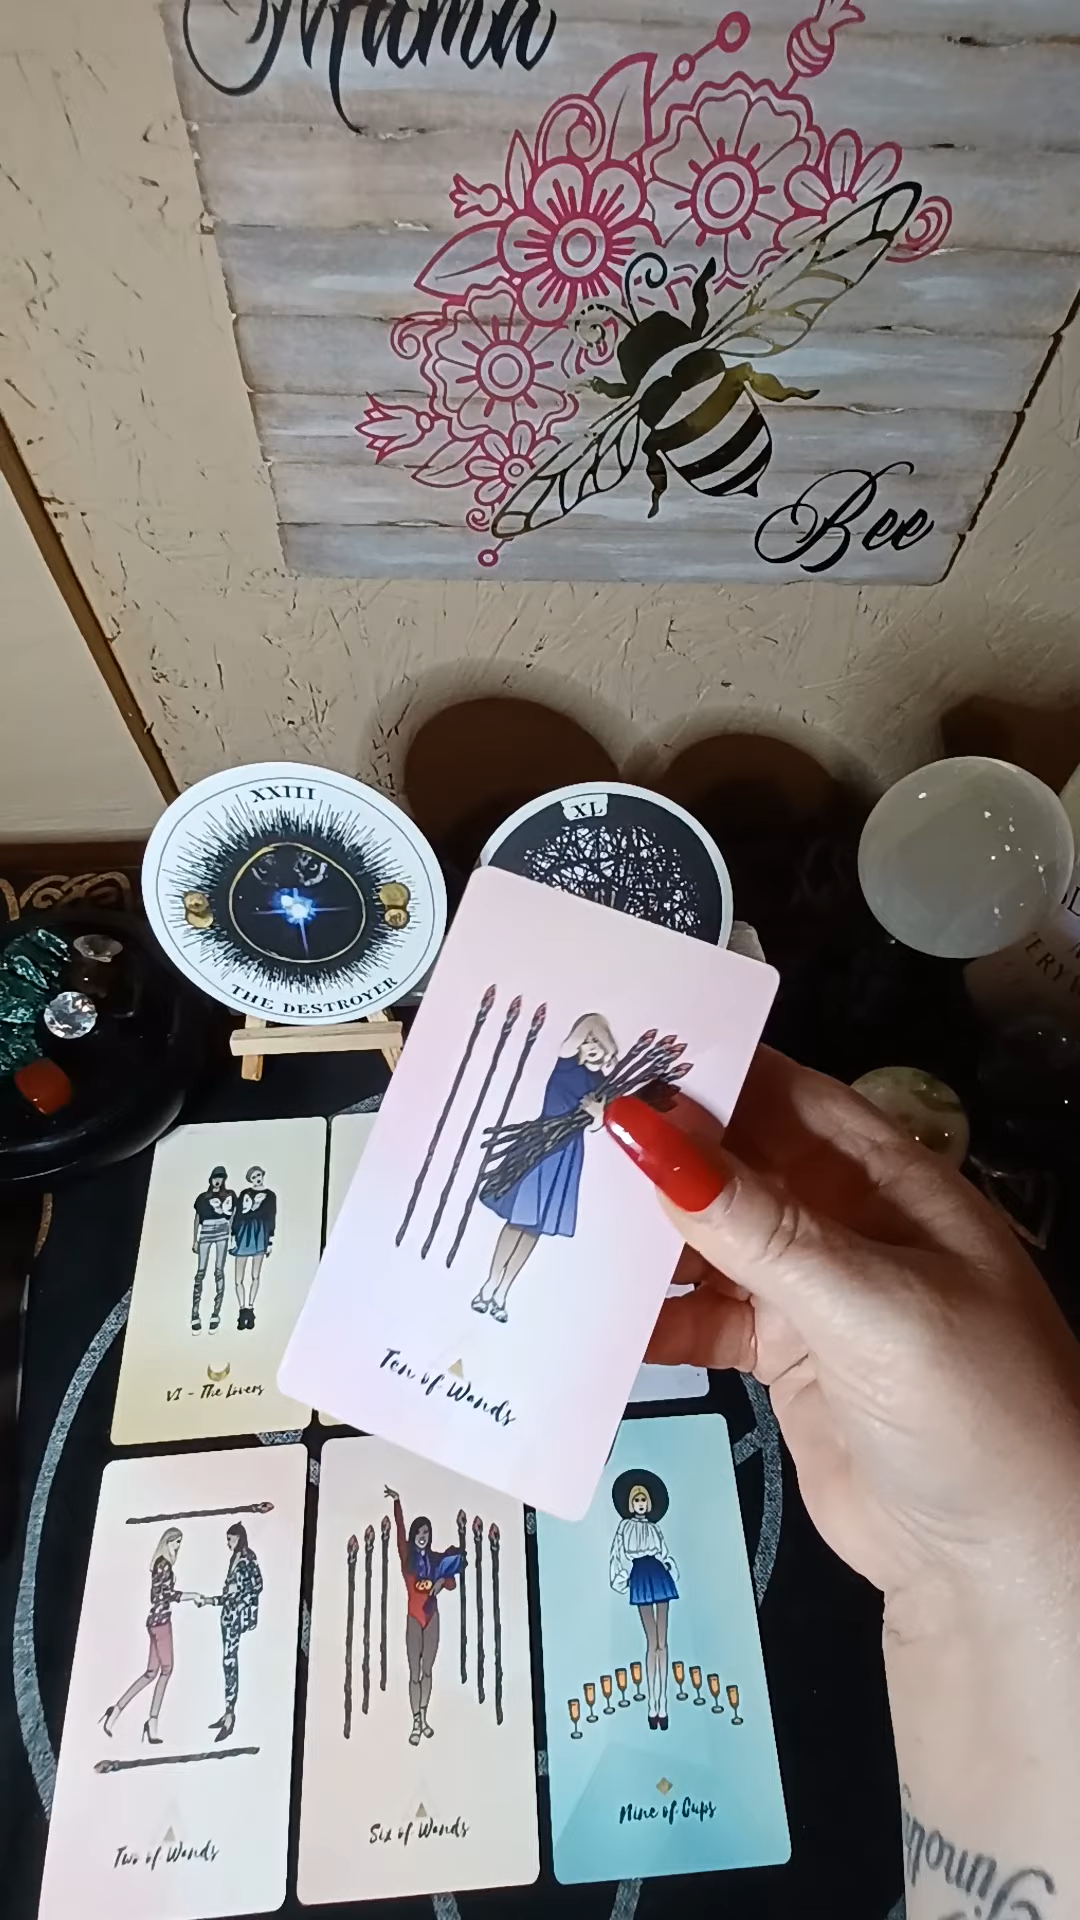 Mama
Bee
XXIII
THE DESTROYER
XL
Ten of Wands
VI - The Lovers
Two of Wands
Six of Wands
Nine of Cups